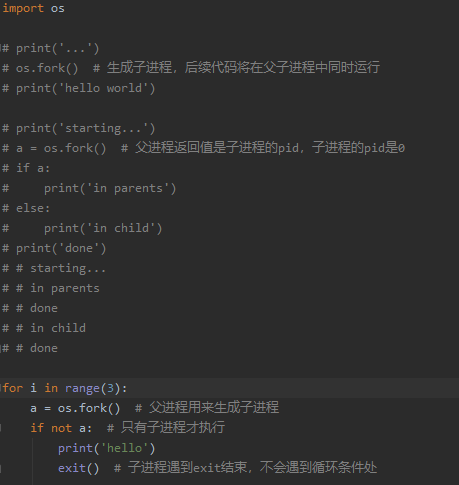 import os
# print('...')
# os.fork()  # 生成子进程，后续代码将在父子进程中同时运行
# print('hello world')
# print('starting...')
# a = os.fork()  # 父进程返回值是子进程的pid，子进程的pid是0
# if a:
#     print('in parents')
# else:
#     print('in child')
# print('done')
# # starting...
# # in parents
# # done
# # in child
# # done
for i in range(3):
    a = os.fork()  # 父进程用来生成子进程
    if not a:  # 只有子进程才执行
        print('hello')
        exit()  # 子进程遇到exit结束，不会遇到循环条件处